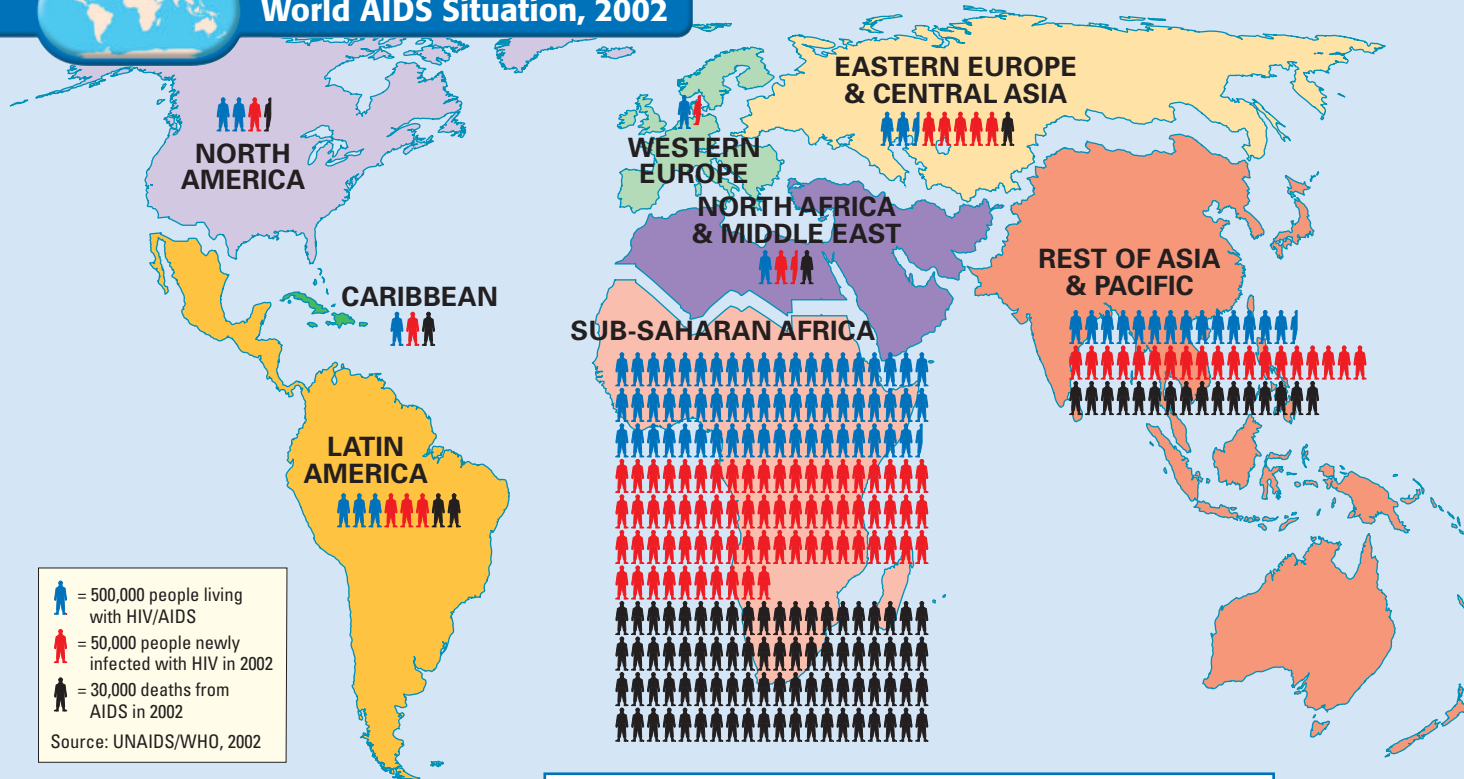 World AIDS Situation, 2002
EASTERN EUROPE
& CENTRAL ASIA
NORTH
AMERICA
WESTERN
EUROPE
NORTH AFRICA
& MIDDLE EAST
REST OF ASIA
& PACIFIC
CARIBBEAN
SUB-SAHARAN AFRICA
LATIN
AMERICA
= 500,000 people living
with HIV/AIDS
= 50,000 people newly
infected with HIV in 2002
= 30,000 deaths from
AIDS in 2002
Source: UNAIDS/WHO, 2002